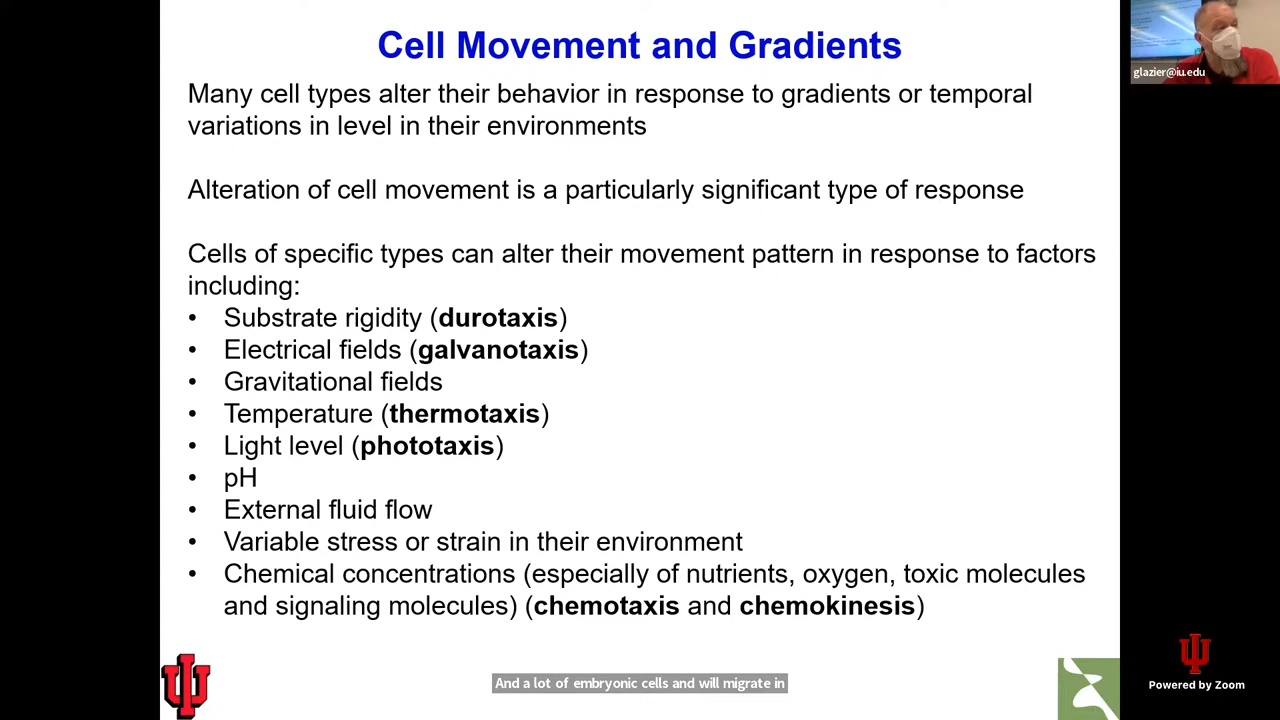 Cell Movement and Gradients
glazier@iu.edu
Many cell types alter their behavior in response to gradients or temporal
variations in level in their environments
Alteration of cell movement is a particularly significant type of response
Cells of specific types can alter their movement pattern in response to factors
including:
• Substrate rigidity (durotaxis)
• Electrical fields (galvanotaxis)
• Gravitational fields
• Temperature (thermotaxis)
• Light level (phototaxis)
• pH
• External fluid flow
• Variable stress or strain in their environment
• Chemical concentrations (especially of nutrients, oxygen, toxic molecules
and signaling molecules) (chemotaxis and chemokinesis)
And a lot of embryonic cells and will migrate in
Powered by Zoom